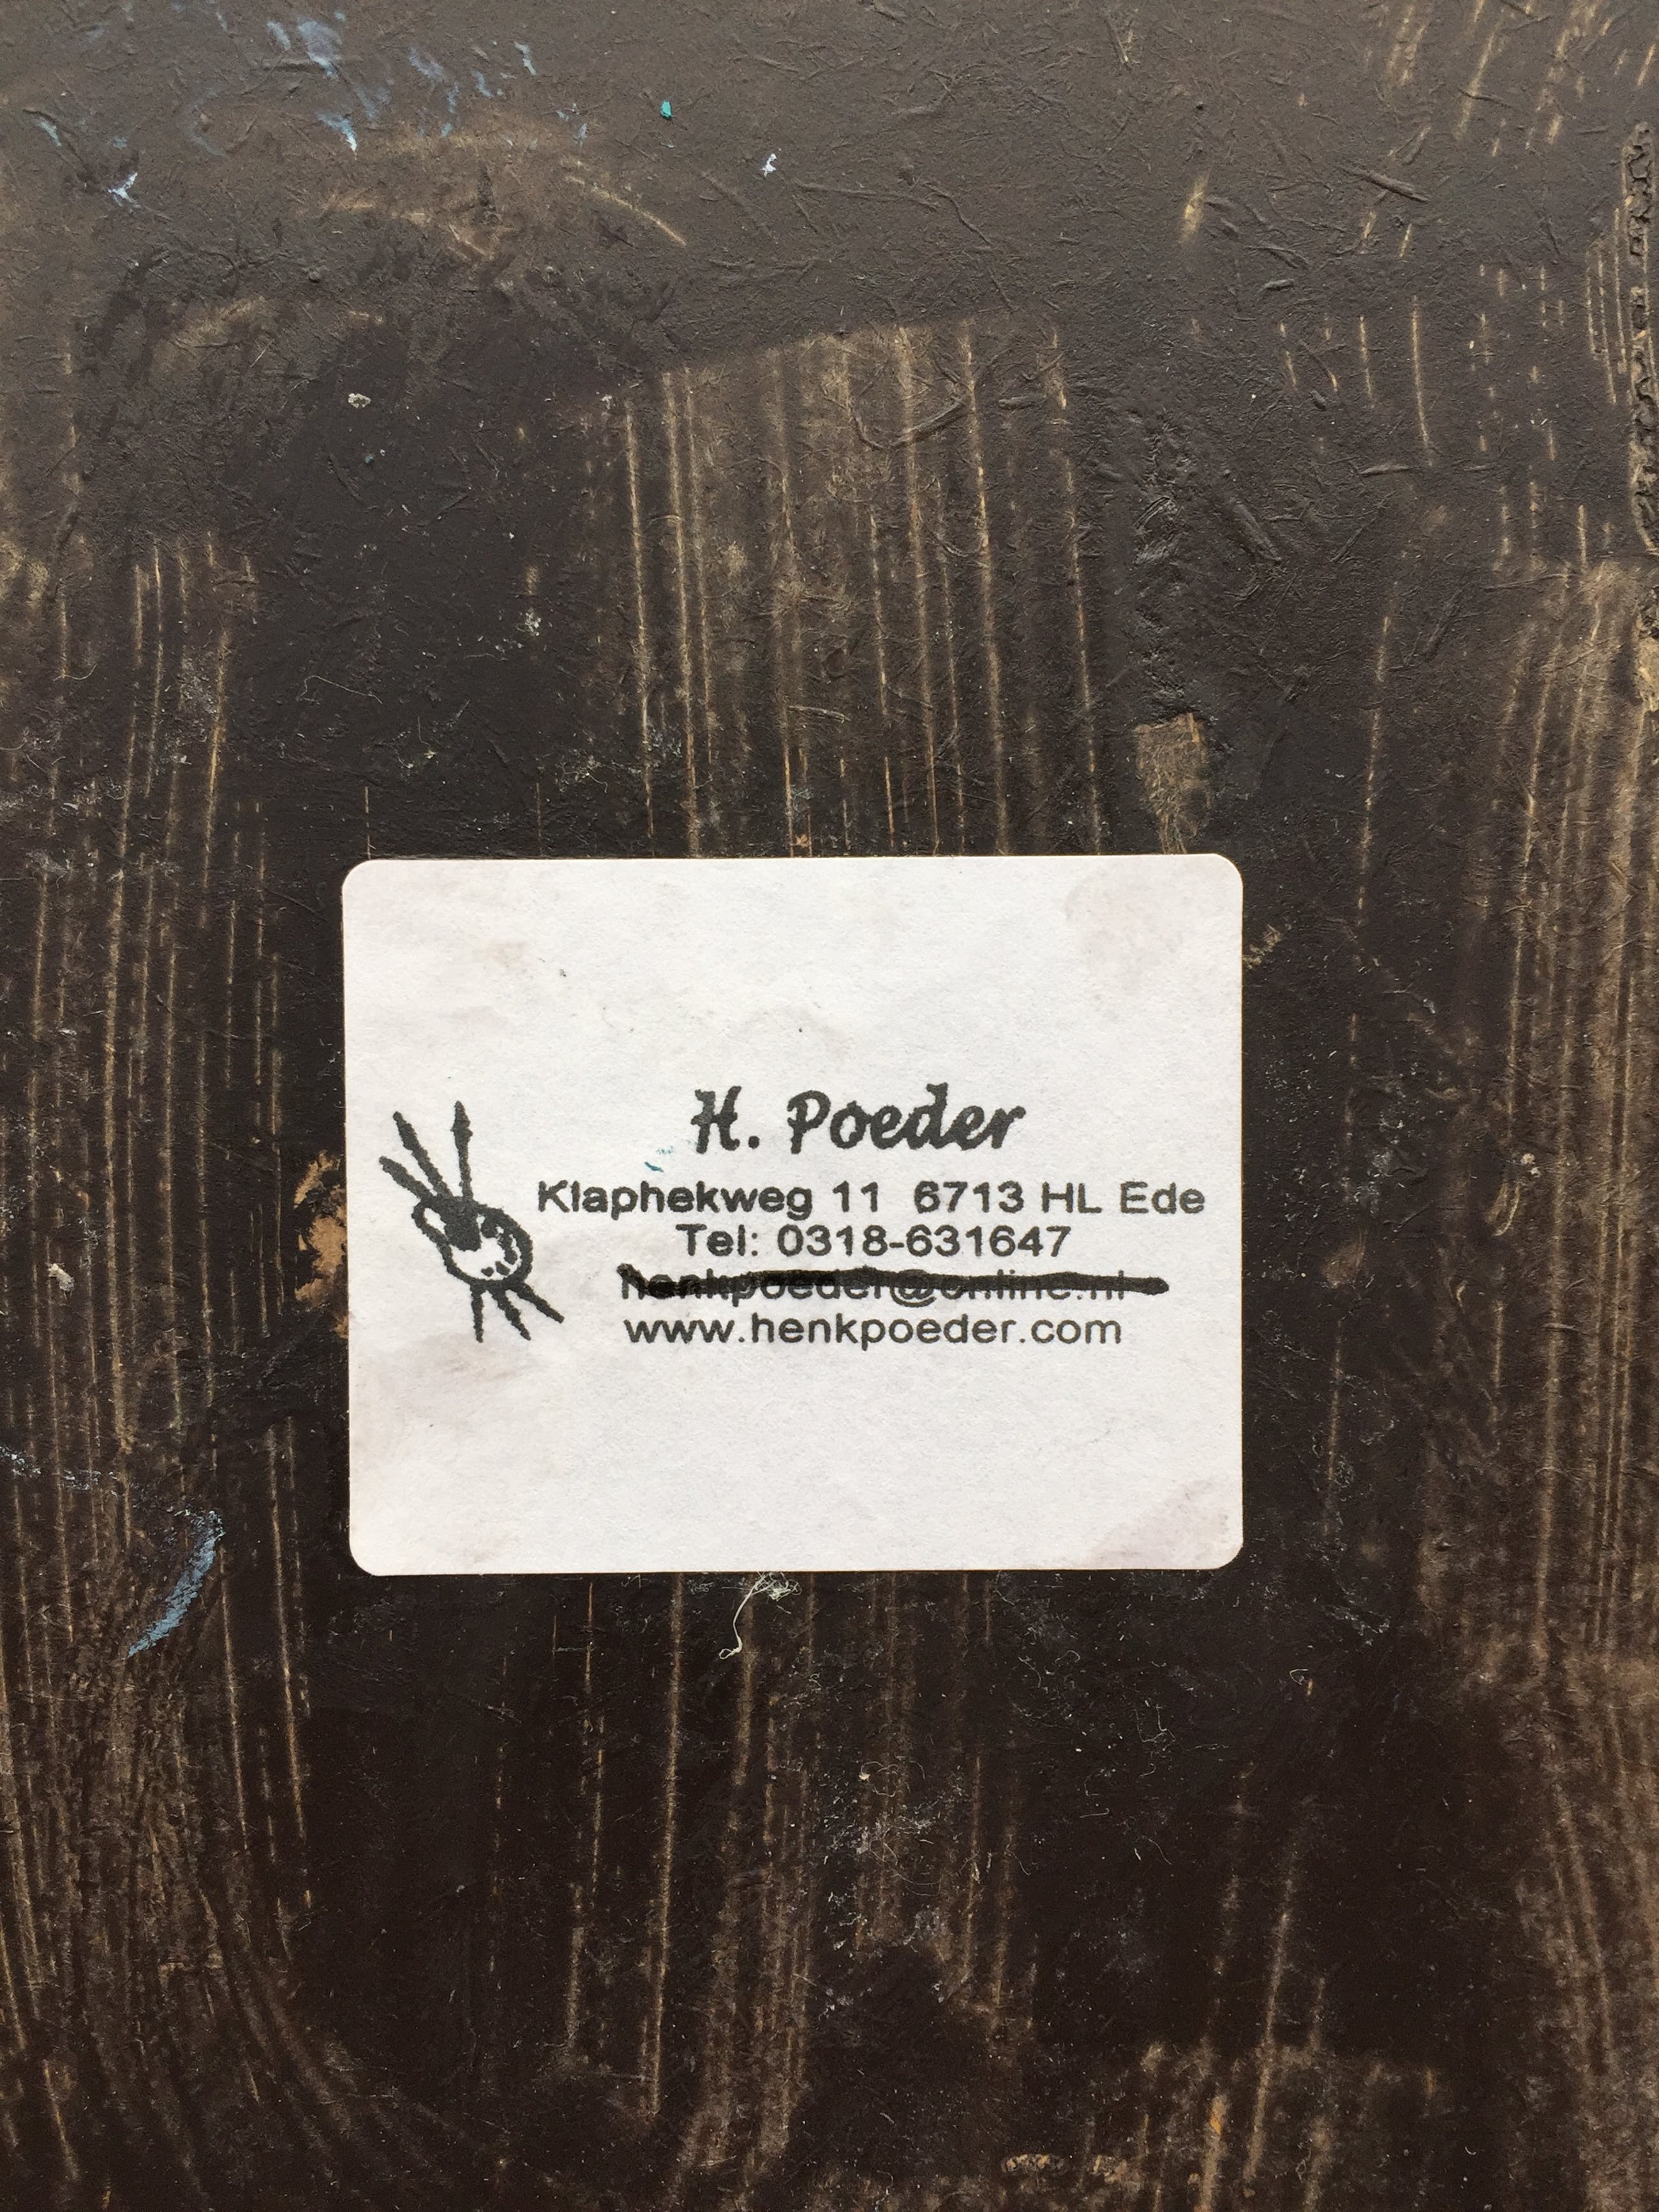 H. Poeder
Klaphekweg 11 6713 HL Ede
Tel: 0318-631647
henkpoeder@online.nl
www.henkpoeder.com